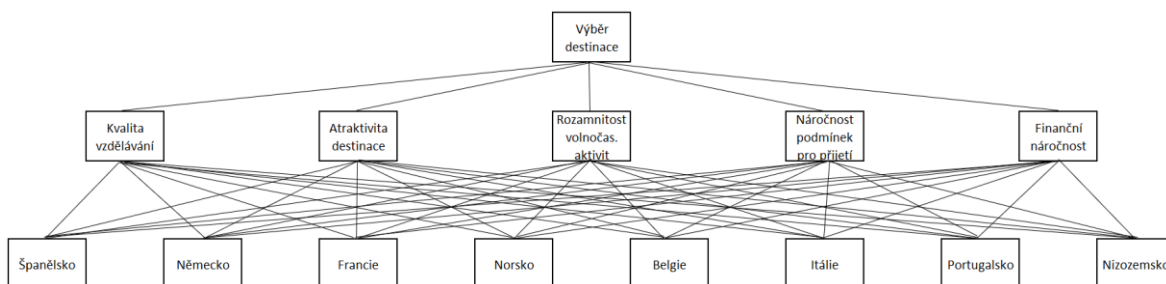 Výběr
destinace
Kvalita
vzdělávání
Atraktivita
destinace
Rozamnitost
volnočas.
aktivit
Náročnost
podmínek
pro přijetí
Finanční
náročnost
Španělsko
Německo
Francie
Norsko
Belgie
Itálie
Portugalsko
Nizozemsko